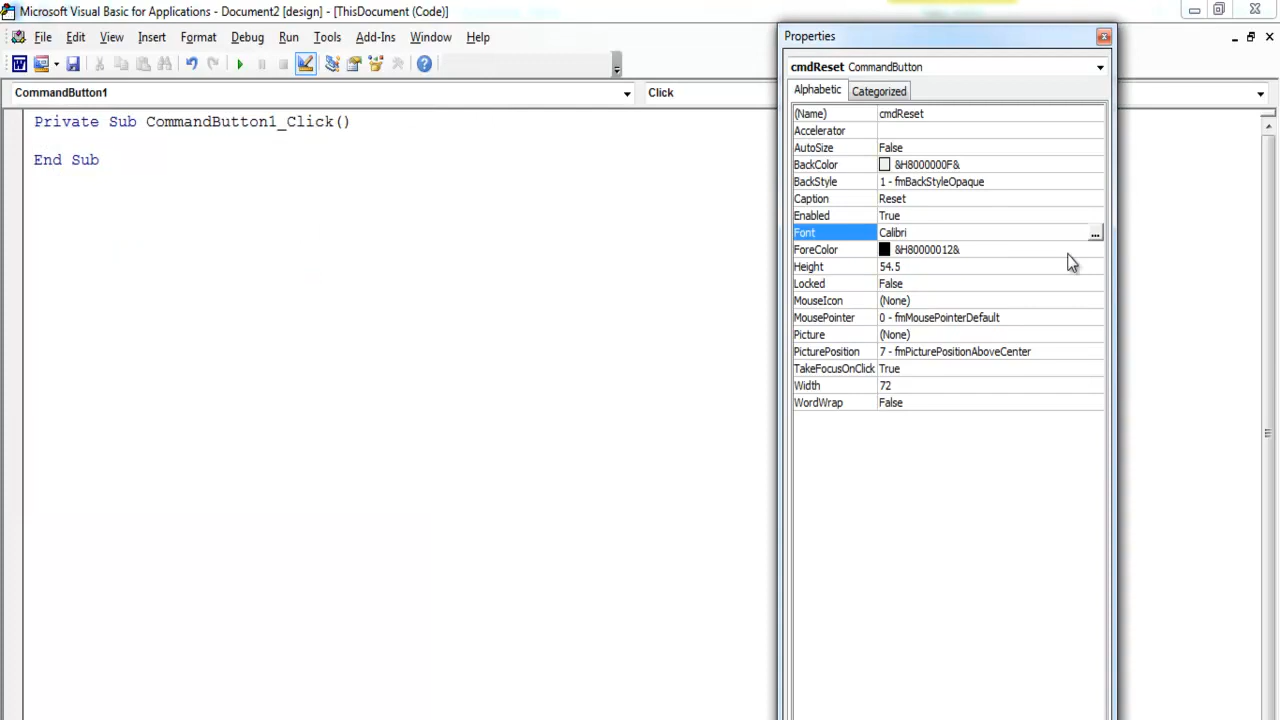 Microsoft Visual Basic for Applications - Document2 [design] - [ThisDocument (Code)]
File Edit View Insert Format Debug Run Tools Add-Ins Window Help
CommandButton1
Click
Private Sub CommandButton1_Click()
End Sub
Properties
cmdReset CommandButton
Alphabetic Categorized
(Name) cmdReset
Accelerator
AutoSize False
BackColor &H8000000F&
BackStyle 1 - fmBackStyleOpaque
Caption Reset
Enabled True
Font Calibri ...
ForeColor &H80000012&
Height 54.5
Locked False
MouseIcon (None)
MousePointer 0 - fmMousePointerDefault
Picture (None)
PicturePosition 7 - fmPicturePositionAboveCenter
TakeFocusOnClick True
Width 72
WordWrap False